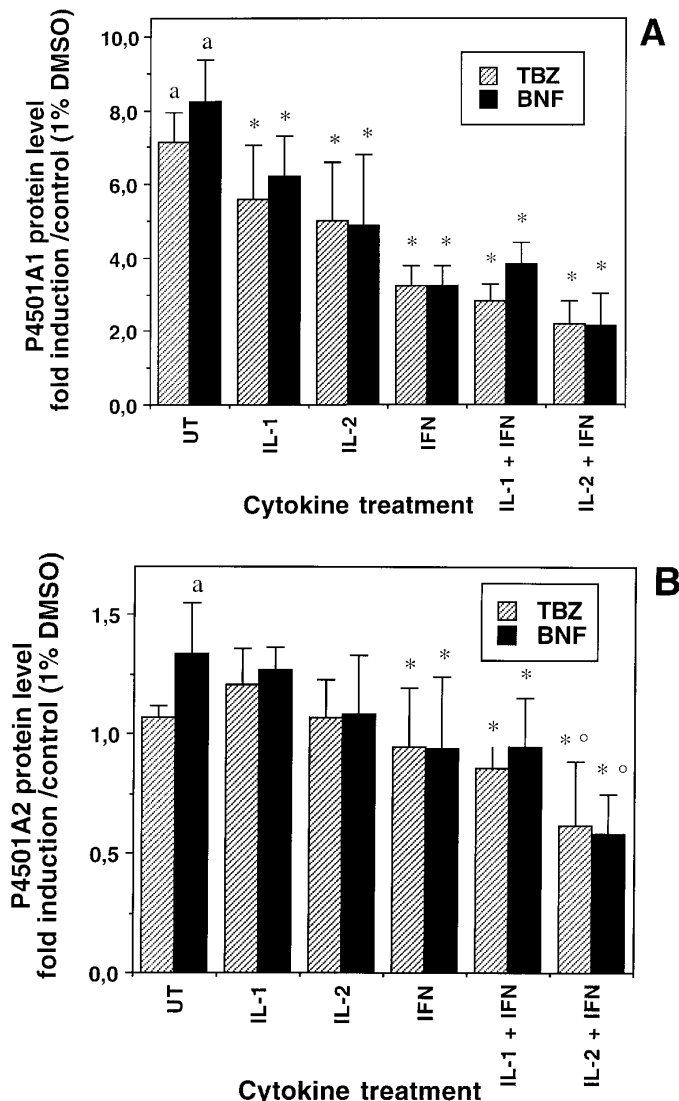 A
P4501A1 protein level
fold induction /control (1% DMSO)
10,0
8,0
6,0
4,0
2,0
0,0
TBZ
BNF
a a
* * * * * * * * * *
UT IL-1 IL-2 IFN IL-1 + IFN IL-2 + IFN
Cytokine treatment
B
P4501A2 protein level
fold induction /control (1% DMSO)
1,5
1,0
0,5
0,0
TBZ
BNF
a
* * * * * ° * °
UT IL-1 IL-2 IFN IL-1 + IFN IL-2 + IFN
Cytokine treatment